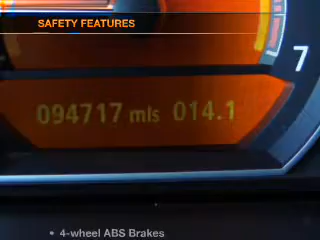 SAFETY FEATURES
7
094717 mls 014.1
• 4-wheel ABS Brakes